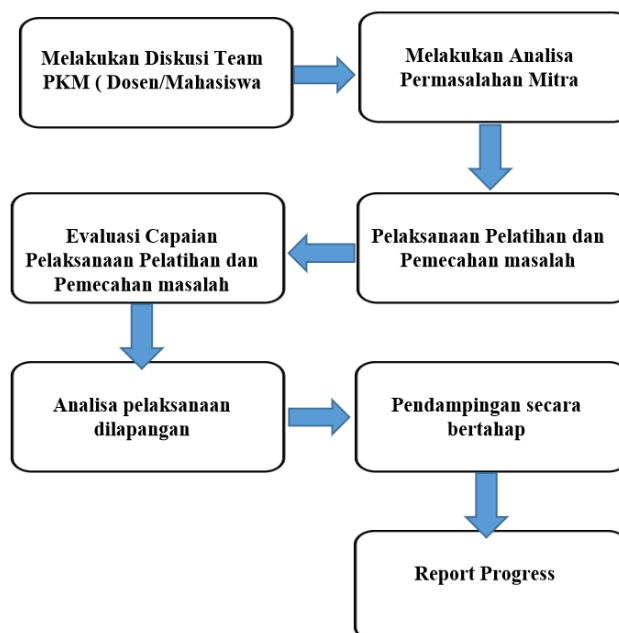 Melakukan Diskusi Team
PKM ( Dosen/Mahasiswa
Melakukan Analisa
Permasalahan Mitra
Pelaksanaan Pelatihan dan
Pemecahan masalah
Evaluasi Capaian
Pelaksanaan Pelatihan dan
Pemecahan masalah
Analisa pelaksanaan
dilapangan
Pendampingan secara
bertahap
Report Progress